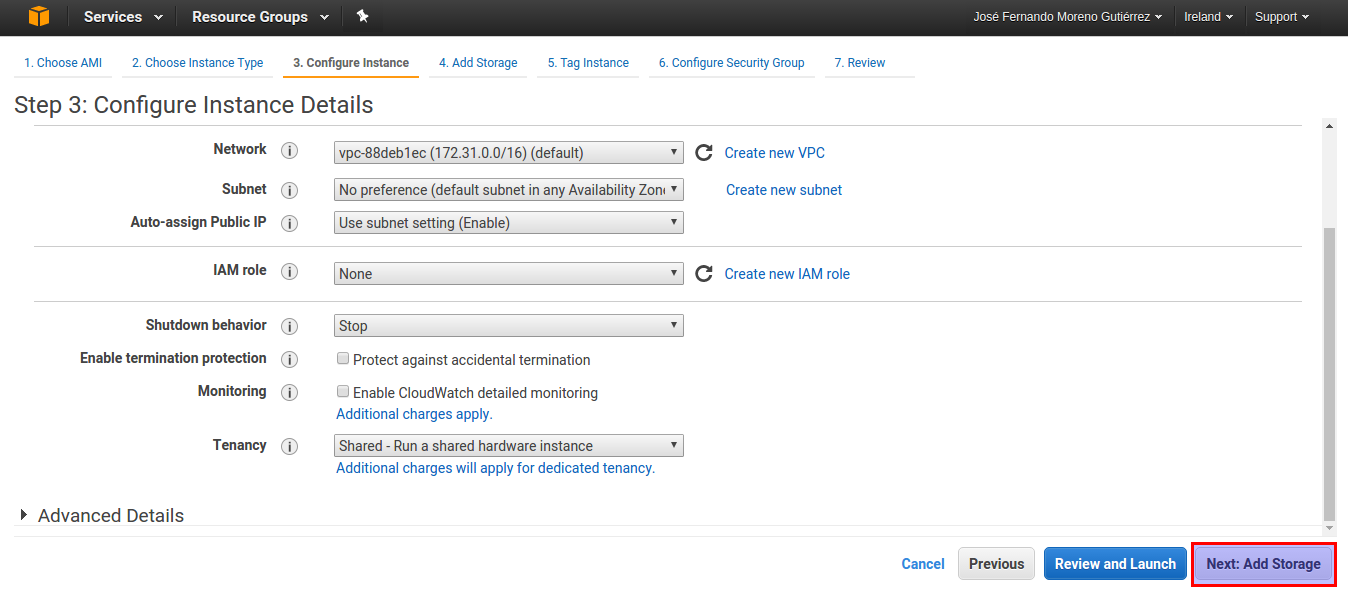 Services Resource Groups José Fernando Moreno Gutiérrez Ireland Support
1. Choose AMI 2. Choose Instance Type 3. Configure Instance 4. Add Storage 5. Tag Instance 6. Configure Security Group 7. Review
Step 3: Configure Instance Details
Network i vpc-88deb1ec (172.31.0.0/16) (default) Create new VPC
Subnet i No preference (default subnet in any Availability Zone Create new subnet
Auto-assign Public IP i Use subnet setting (Enable)
IAM role i None Create new IAM role
Shutdown behavior i Stop
Enable termination protection i Protect against accidental termination
Monitoring i Enable CloudWatch detailed monitoring
Additional charges apply.
Tenancy i Shared - Run a shared hardware instance
Additional charges will apply for dedicated tenancy.
Advanced Details
Cancel Previous Review and Launch Next: Add Storage